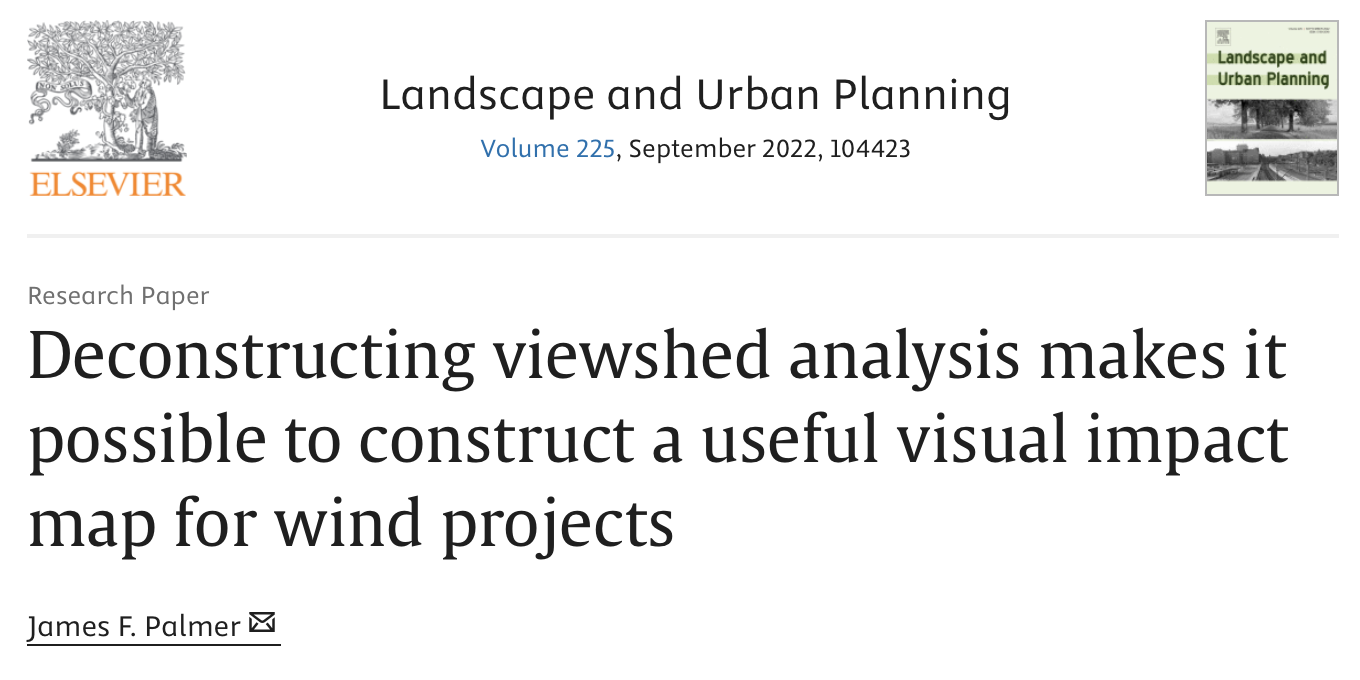 ELSEVIER
Landscape and Urban Planning
Volume 225, September 2022, 104423
Landscape and
Urban Planning
Research Paper
Deconstructing viewshed analysis makes it
possible to construct a useful visual impact
map for wind projects
James F. Palmer